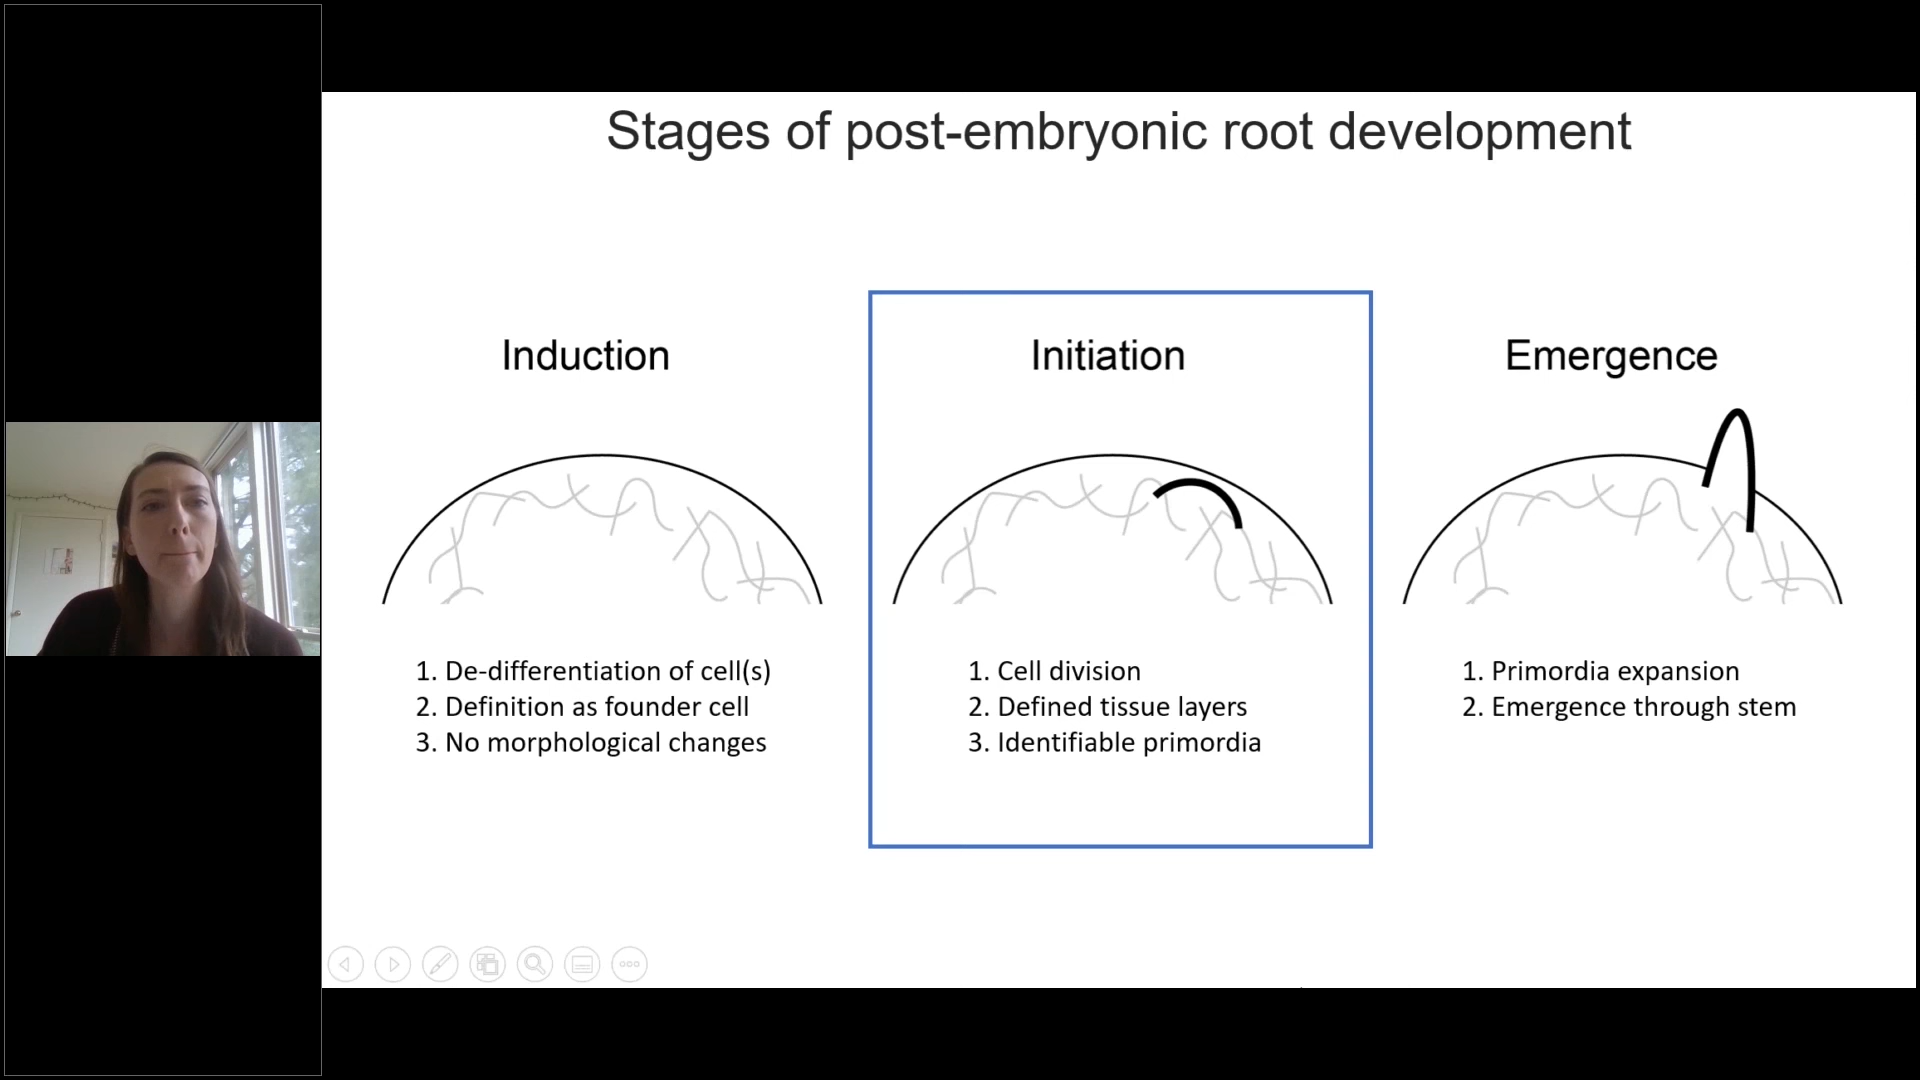 Stages of post-embryonic root development
Induction
1. De-differentiation of cell(s)
2. Definition as founder cell
3. No morphological changes
Initiation
1. Cell division
2. Defined tissue layers
3. Identifiable primordia
Emergence
1. Primordia expansion
2. Emergence through stem